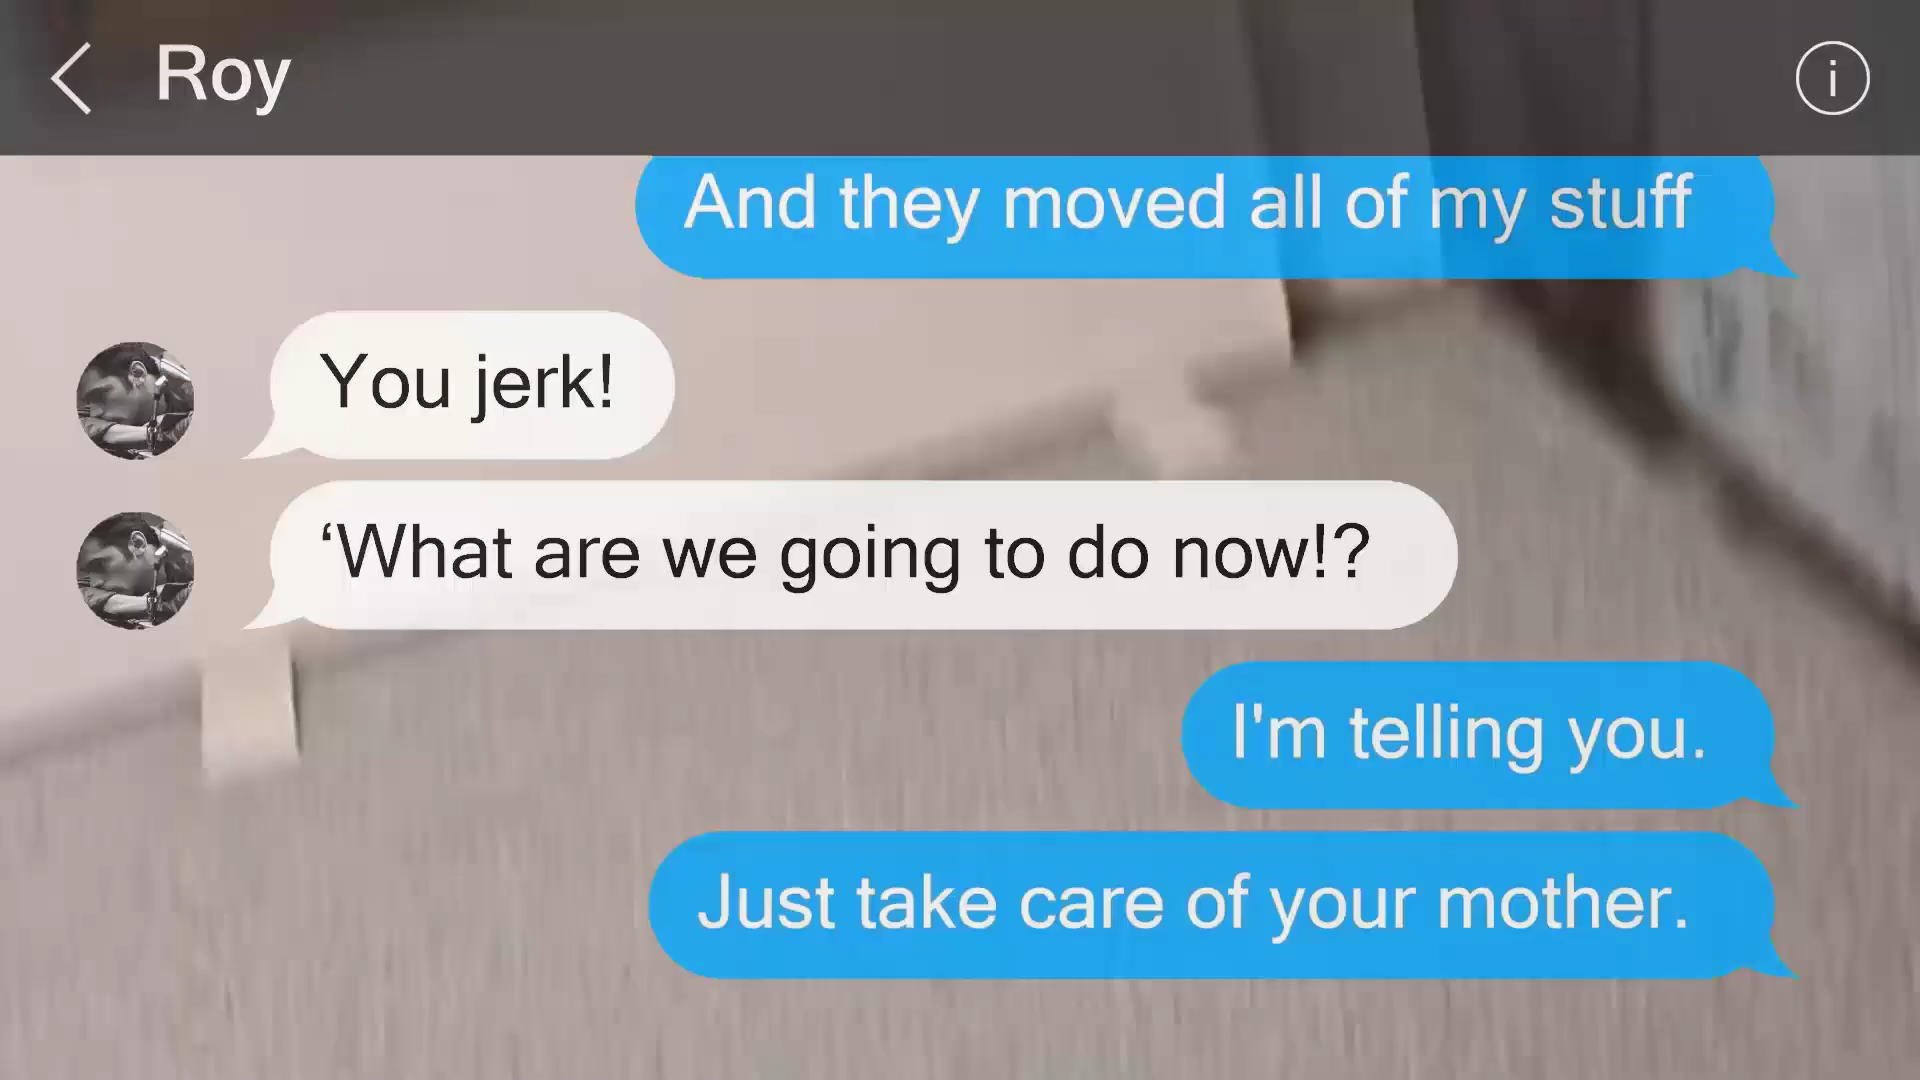 Roy
And they moved all of my stuff
You jerk!
‘What are we going to do now!?
I'm telling you.
Just take care of your mother.